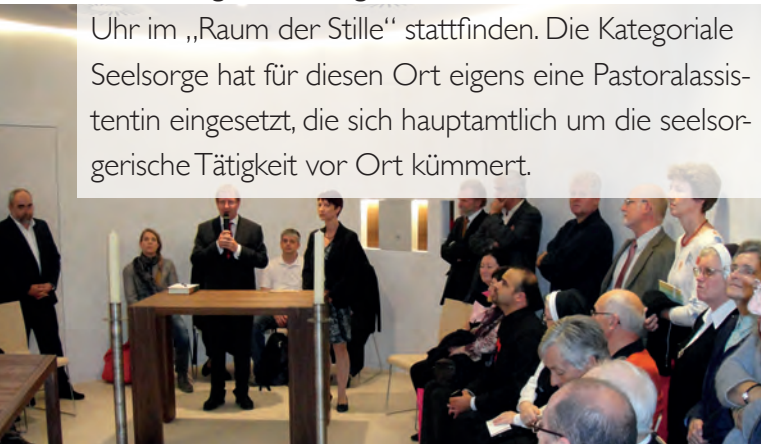 Uhr im „Raum der Stille“ stattfinden. Die Kategoriale
Seelsorge hat für diesen Ort eigens eine Pastoralassis-
tentin eingesetzt, die sich hauptamtlich um die seelsor-
gerische Tätigkeit vor Ort kümmert.